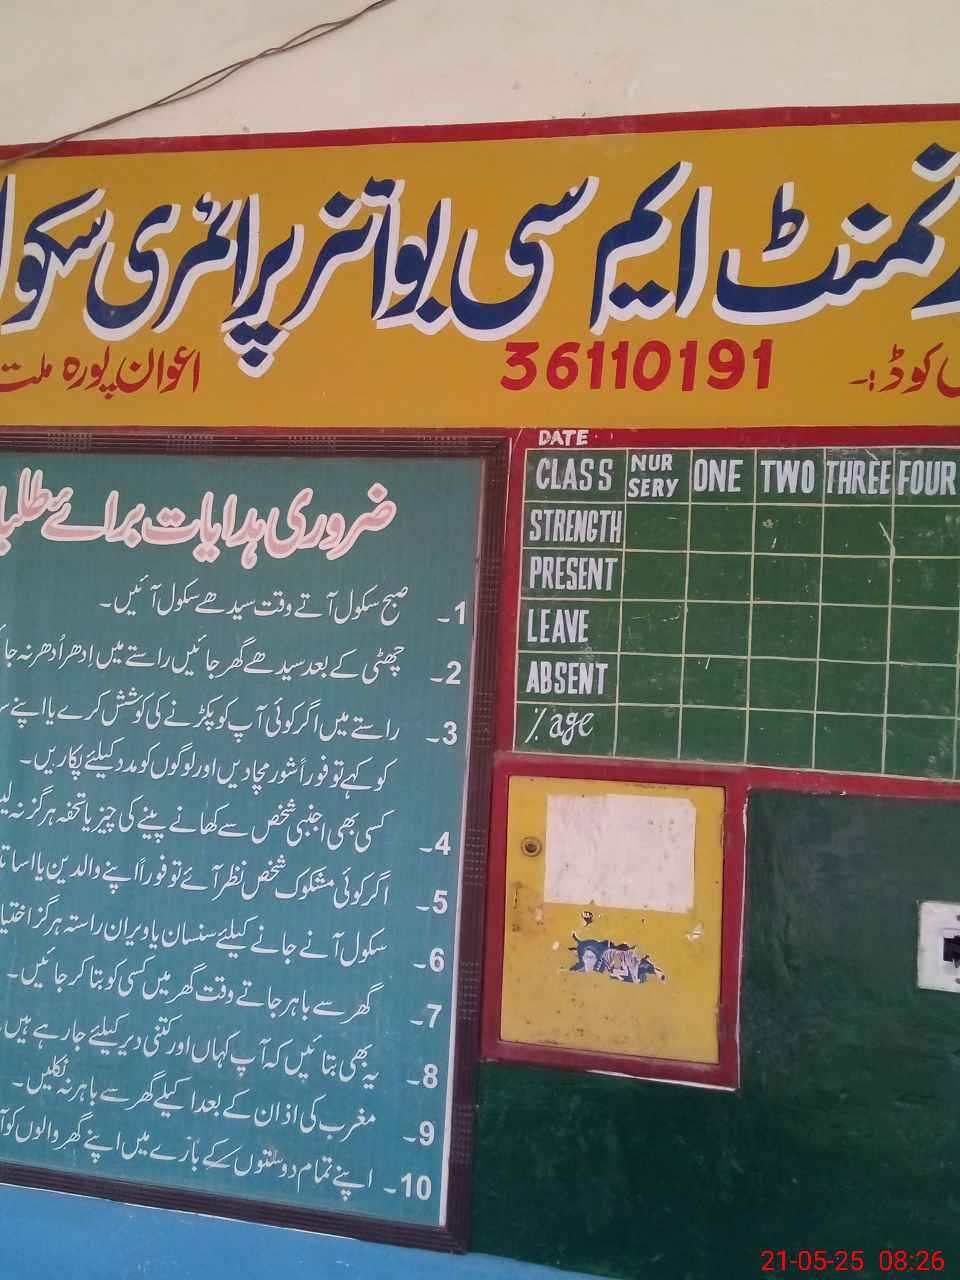 نمنٹ ایم سی بوائز پرائمری سکول
کوڈ:۔ 36110191 اعوان پورہ ملت
ضروری ہدایات برائے طلبا
1۔ صبح سکول آتے وقت سیدھے سکول آئیں۔
2۔ چھٹی کے بعد سیدھے گھر جائیں راستے میں اِدھر اُدھر نہ
3۔ راستے میں اگر کوئی آپ کو پکڑنے کی کوشش کرے یا اپنے
کو کہے تو فوراً شور مچا دیں اور لوگوں کو مدد کیلئے پکاریں۔
4۔ کسی بھی اجنبی شخص سے کھانے پینے کی چیز یا تحفہ ہرگز نہ
5۔ اگر کوئی مشکوک شخص نظر آئے تو فوراً اپنے والدین یا
6۔ سکول آنے جانے کیلئے سنسان یا ویران راستہ ہرگز
7۔ گھر سے باہر جاتے وقت گھر میں کسی کو بتا کر جائیں۔
8۔ یہ بھی بتائیں کہ آپ کہاں اور کتنی دیر کیلئے جا رہے ہیں۔
9۔ مغرب کی اذان کے بعد اکیلے گھر سے باہر نہ نکلیں۔
10۔ اپنے تمام دوستوں کے بارے میں اپنے گھر والوں کو
DATE
CLASS NURSERY ONE TWO THREE FOUR
STRENGTH
PRESENT
LEAVE
ABSENT
% age
21-05-25 08:26